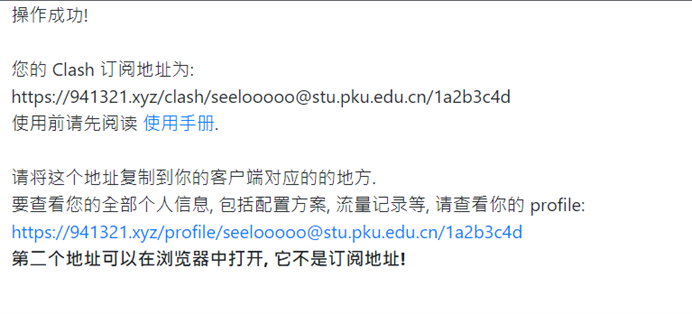 操作成功!
您的 Clash 订阅地址为:
https://941321.xyz/clash/seelooooo@stu.pku.edu.cn/1a2b3c4d
使用前请先阅读 使用手册.
请将这个地址复制到你的客户端对应的的地方.
要查看您的全部个人信息, 包括配置方案, 流量记录等, 请查看你的 profile:
https://941321.xyz/profile/seelooooo@stu.pku.edu.cn/1a2b3c4d
第二个地址可以在浏览器中打开, 它不是订阅地址!